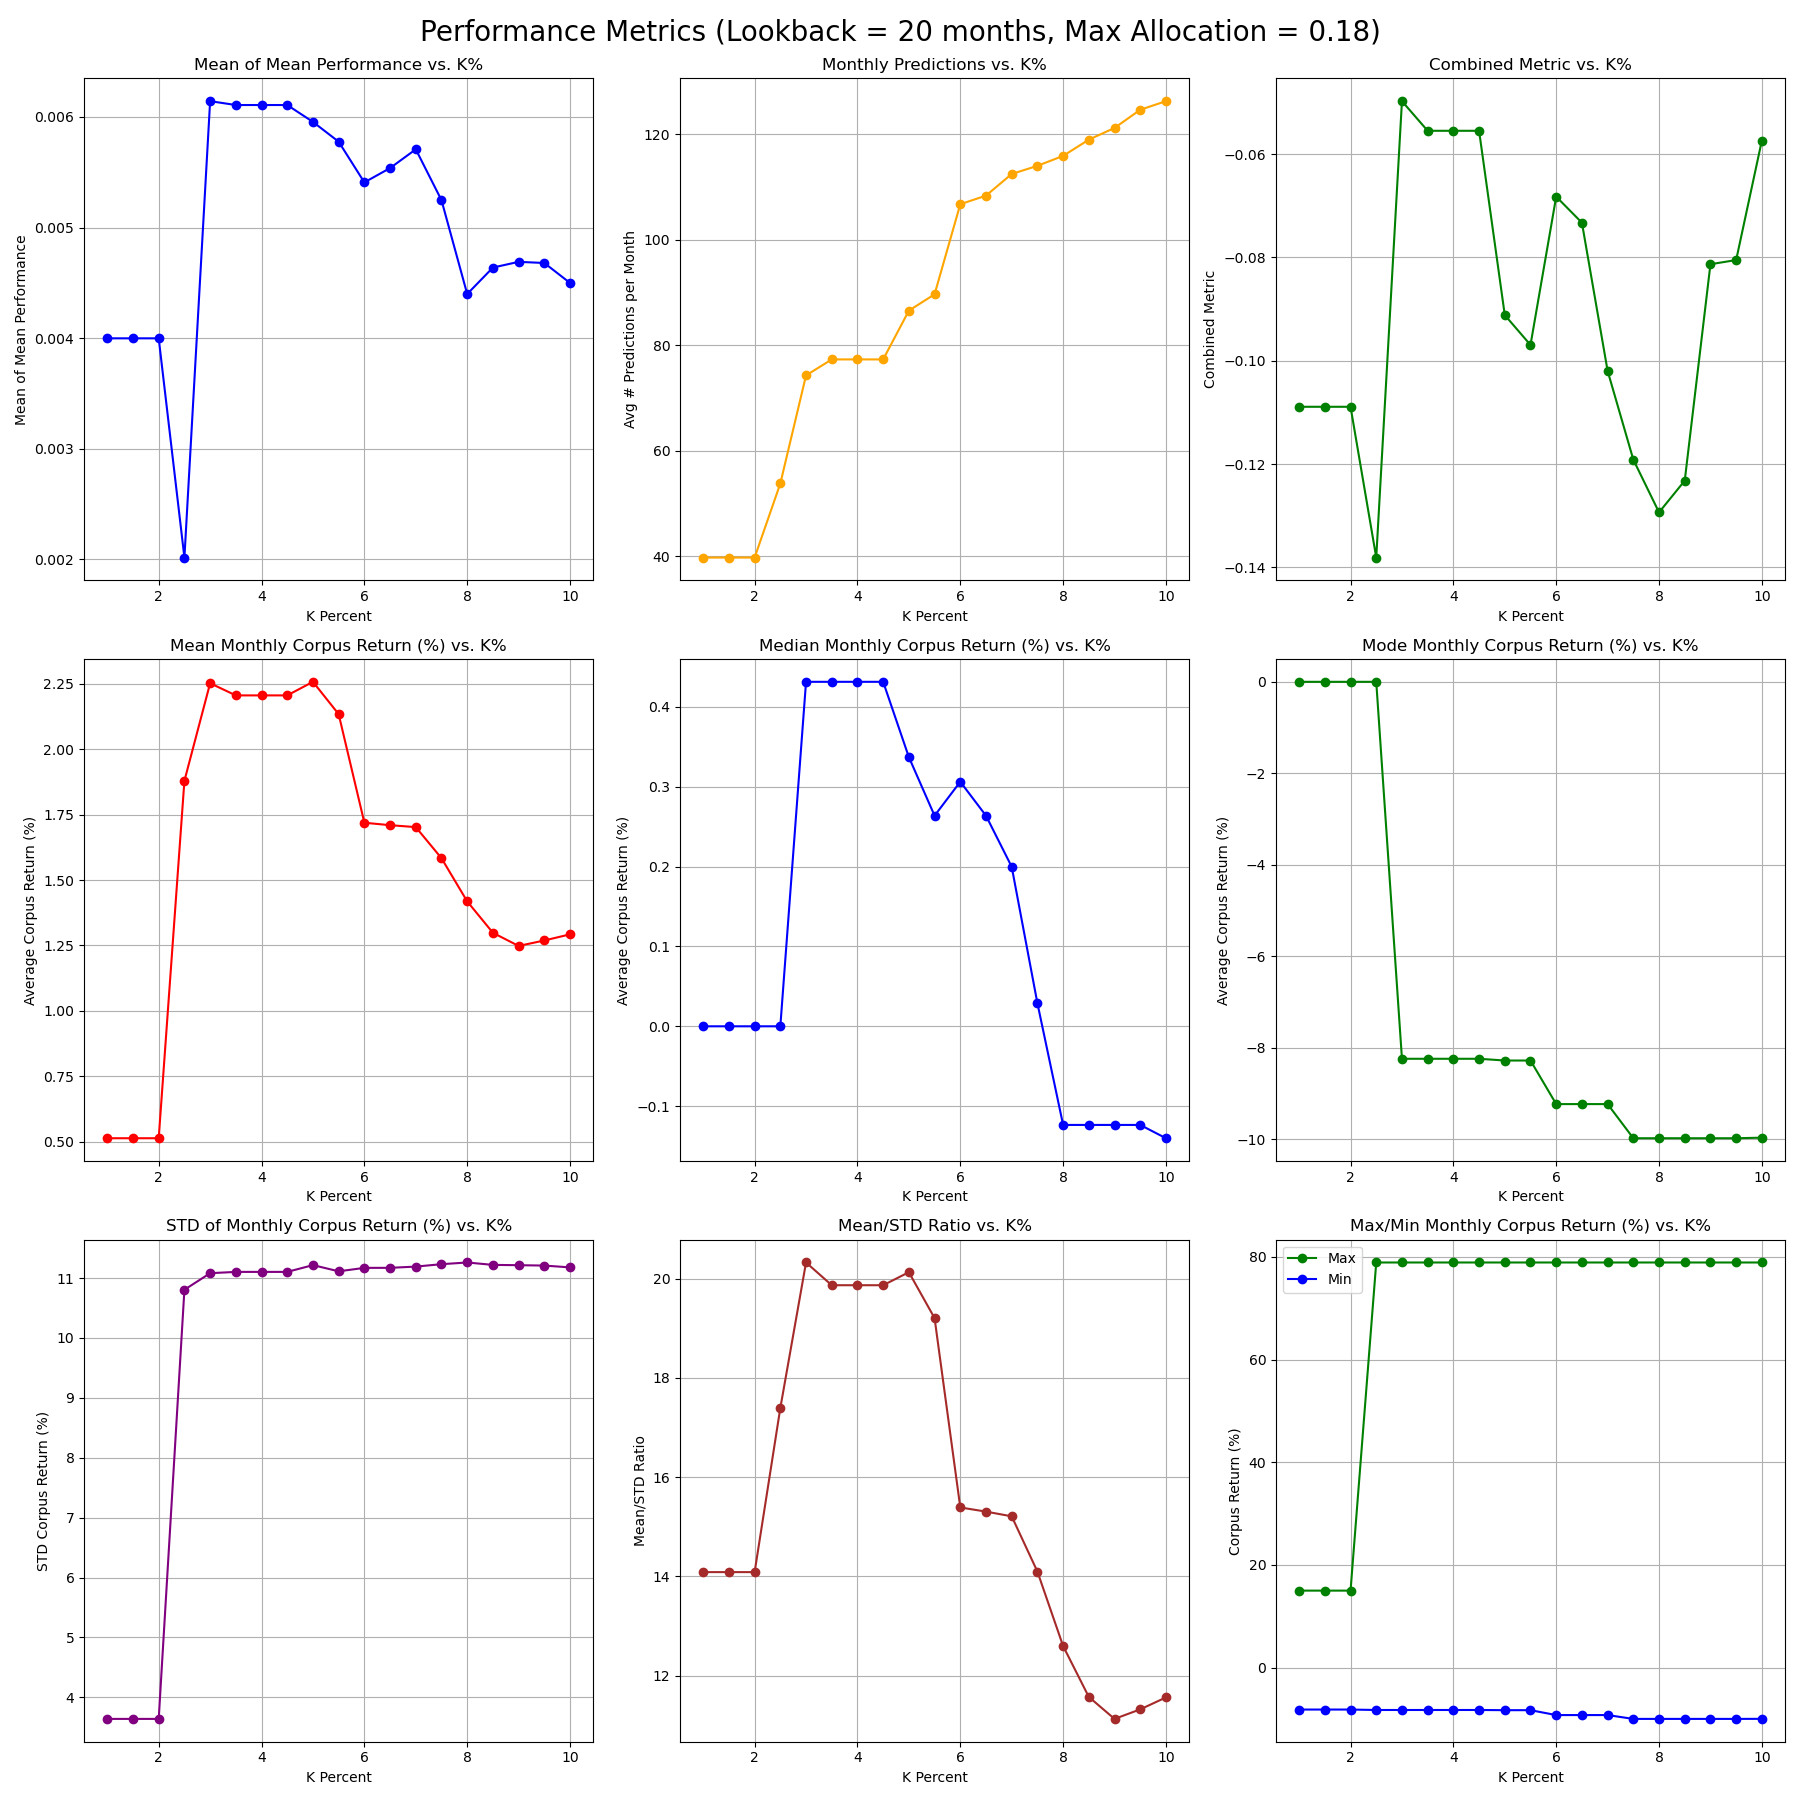 Performance Metrics (Lookback = 20 months, Max Allocation = 0.18)
Mean of Mean Performance vs. K%
Mean of Mean Performance
0.006
0.005
0.004
0.003
0.002
2 4 6 8 10
K Percent
Monthly Predictions vs. K%
Avg # Predictions per Month
120
100
80
60
40
2 4 6 8 10
K Percent
Combined Metric vs. K%
Combined Metric
−0.06
−0.08
−0.10
−0.12
−0.14
2 4 6 8 10
K Percent
Mean Monthly Corpus Return (%) vs. K%
Average Corpus Return (%)
2.25
2.00
1.75
1.50
1.25
1.00
0.75
0.50
2 4 6 8 10
K Percent
Median Monthly Corpus Return (%) vs. K%
Average Corpus Return (%)
0.4
0.3
0.2
0.1
0.0
−0.1
2 4 6 8 10
K Percent
Mode Monthly Corpus Return (%) vs. K%
Average Corpus Return (%)
0
−2
−4
−6
−8
−10
2 4 6 8 10
K Percent
STD of Monthly Corpus Return (%) vs. K%
STD Corpus Return (%)
11
10
9
8
7
6
5
4
2 4 6 8 10
K Percent
Mean/STD Ratio vs. K%
Mean/STD Ratio
20
18
16
14
12
2 4 6 8 10
K Percent
Max/Min Monthly Corpus Return (%) vs. K%
Max
Min
Corpus Return (%)
80
60
40
20
0
2 4 6 8 10
K Percent